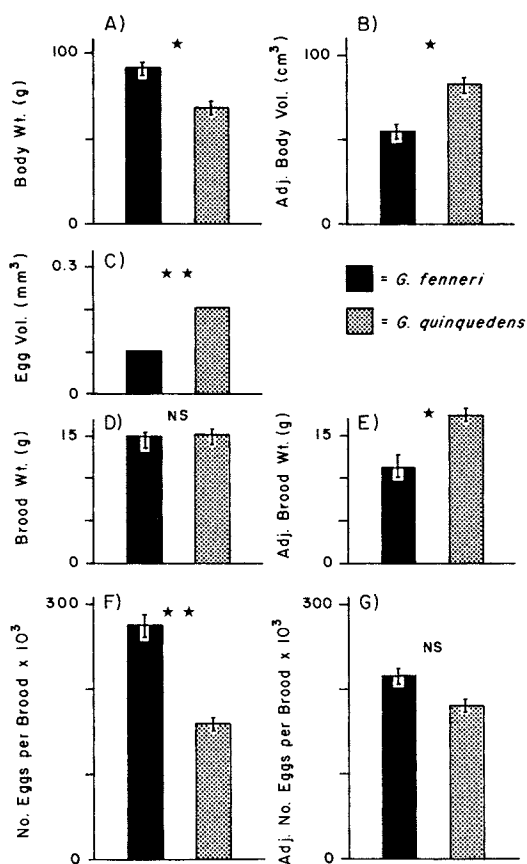 A)
★
100
0
Body Wt. (g)
B)
★
100
0
Adj. Body Vol. (cm³)
C)
★ ★
0.3
0
Egg Vol. (mm³)
= G. fenneri
= G. quinquedens
D)
NS
15
0
Brood Wt. (g)
E)
★
15
0
Adj. Brood Wt. (g)
F)
★ ★
300
0
No. Eggs per Brood x 10³
G)
NS
300
0
Adj. No. Eggs per Brood x 10³